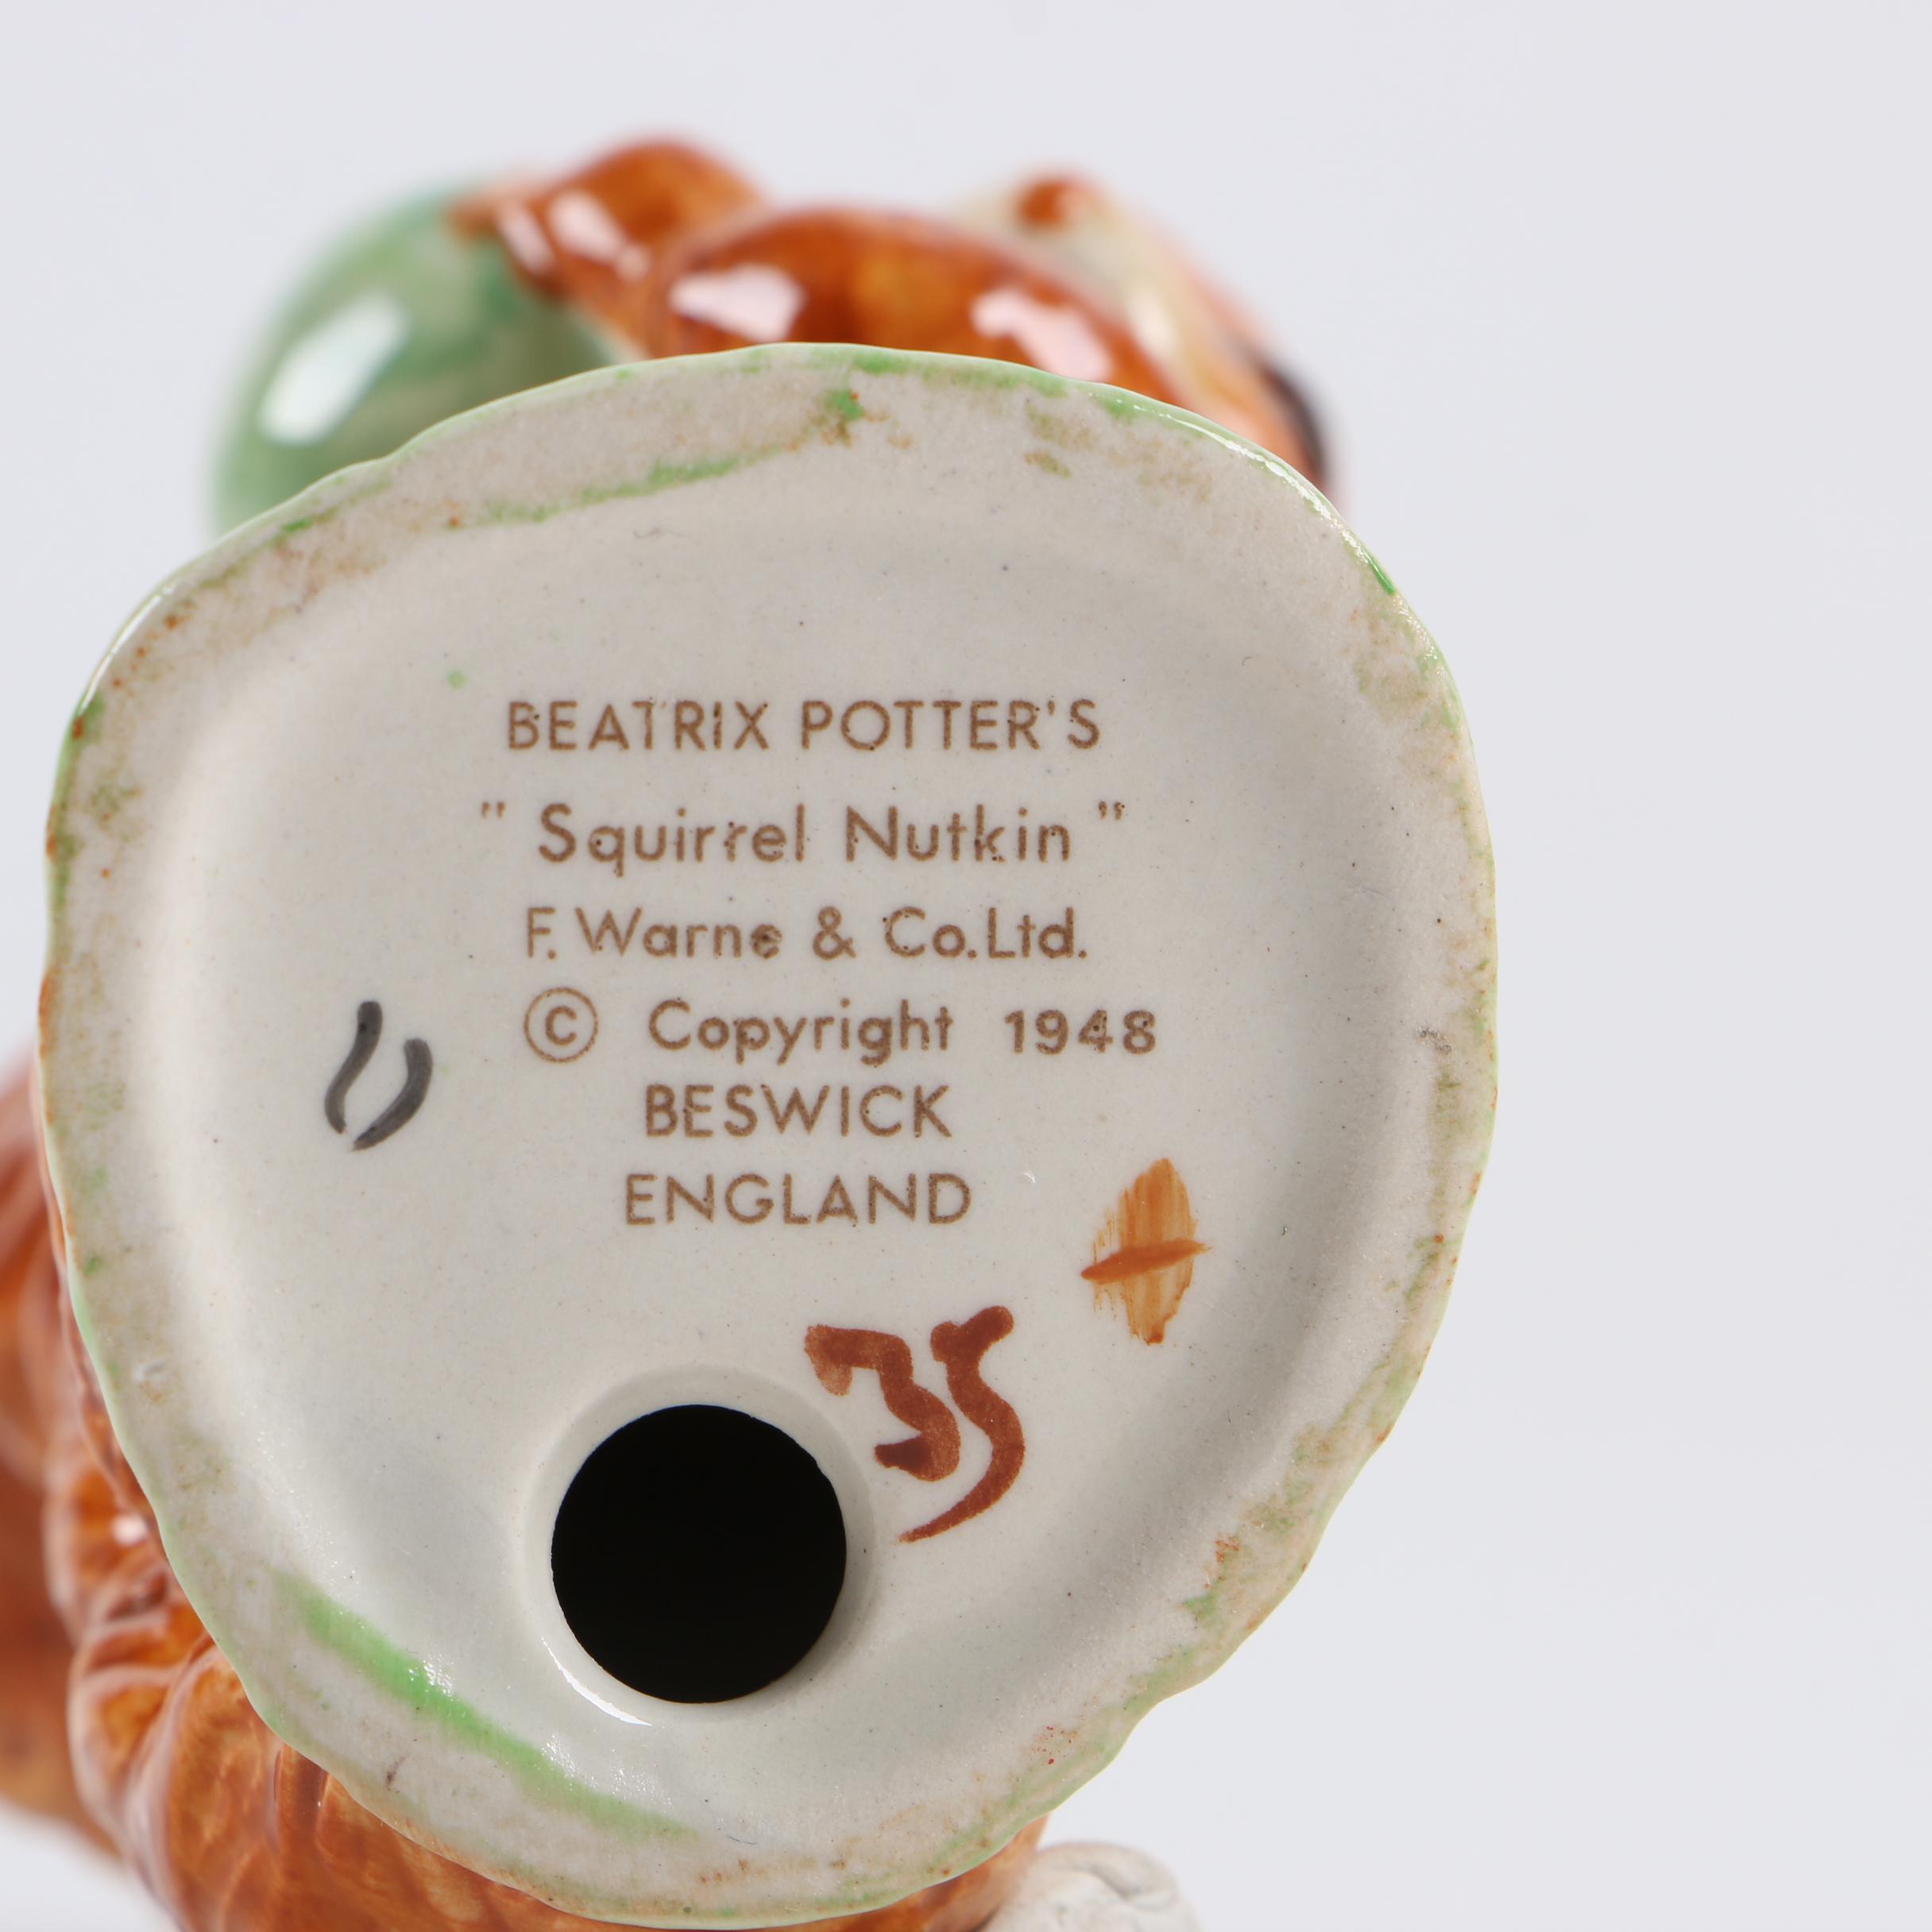 BEATRIX POTTER'S
" Squirrel Nutkin "
F. Warne & Co.Ltd.
© Copyright 1948
BESWICK
ENGLAND